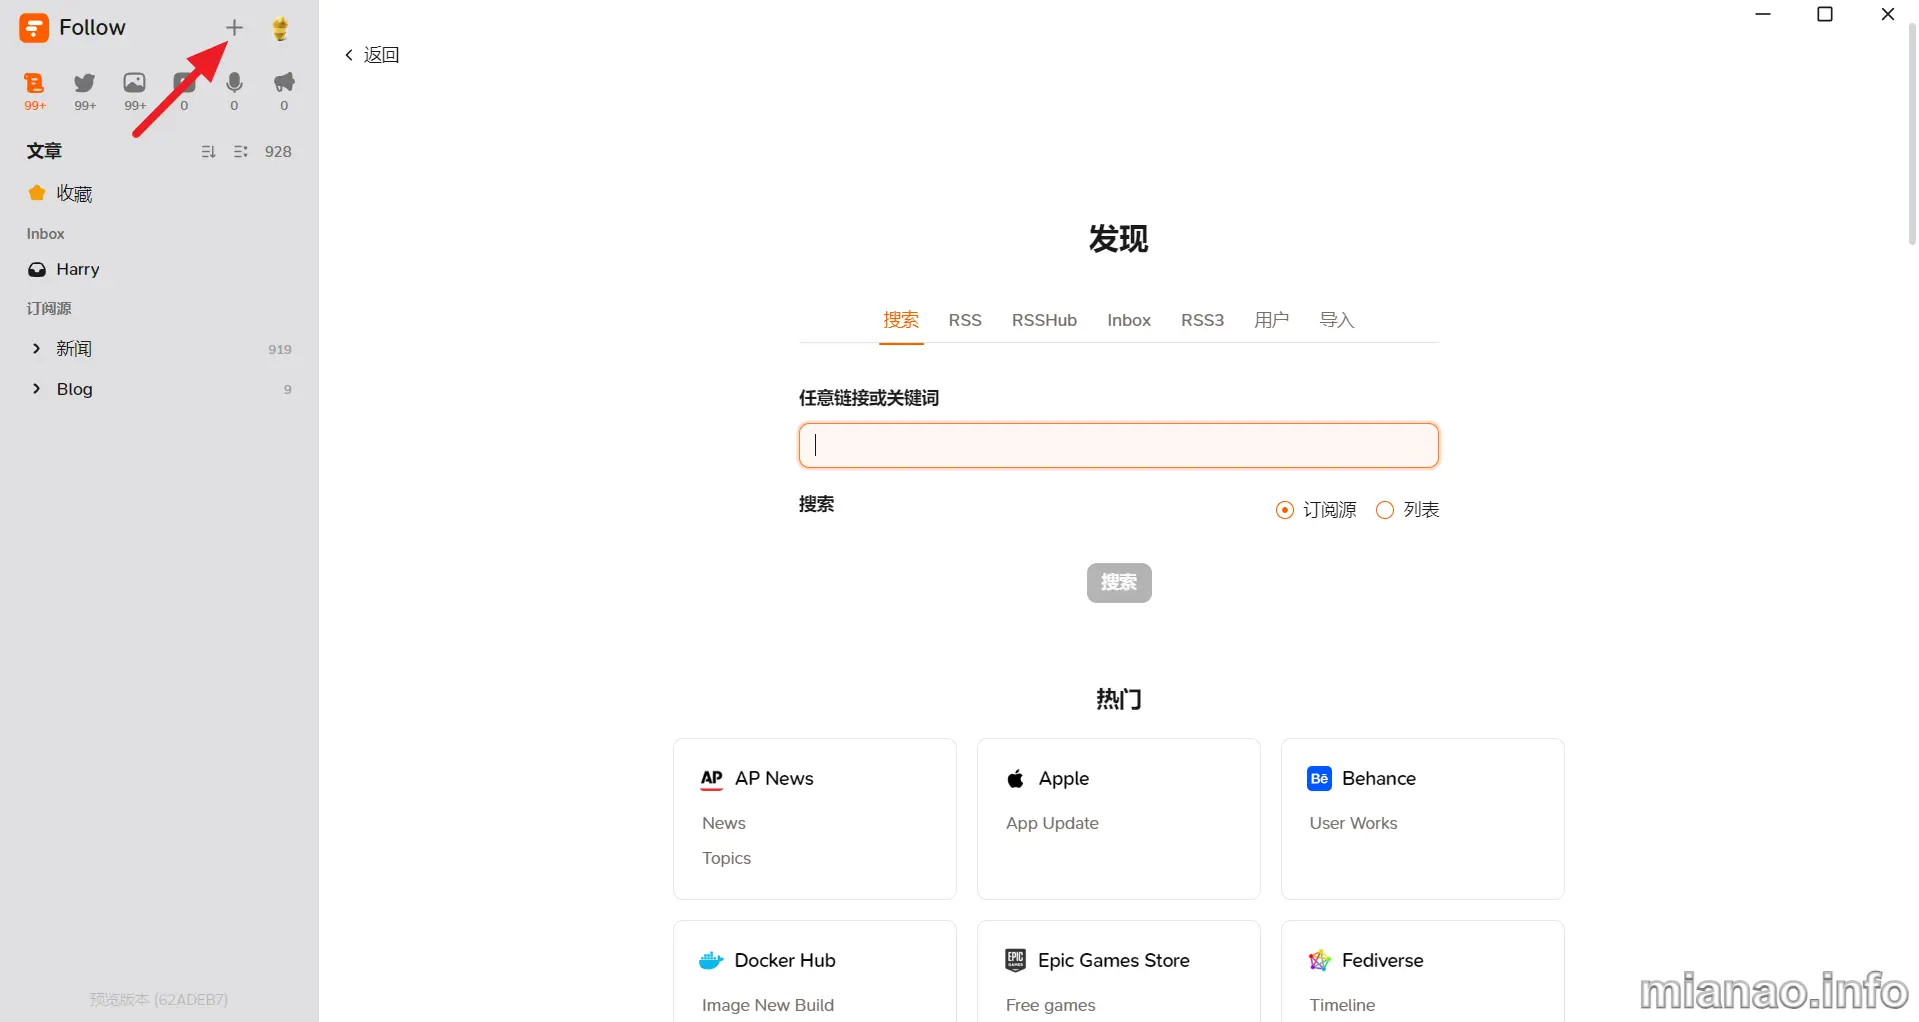 Follow
99+ 99+ 99+ 0 0 0
文章 928
收藏
Inbox
Harry
订阅源
新闻 919
Blog 9
预览版本 (62ADEB7)
返回
发现
搜索 RSS RSSHub Inbox RSS3 用户 导入
任意链接或关键词
搜索 订阅源 列表
搜索
热门
AP AP News
News
Topics
Apple
App Update
Bē Behance
User Works
Docker Hub
Image New Build
EPIC GAMES Epic Games Store
Free games
Fediverse
Timeline
mianao.info